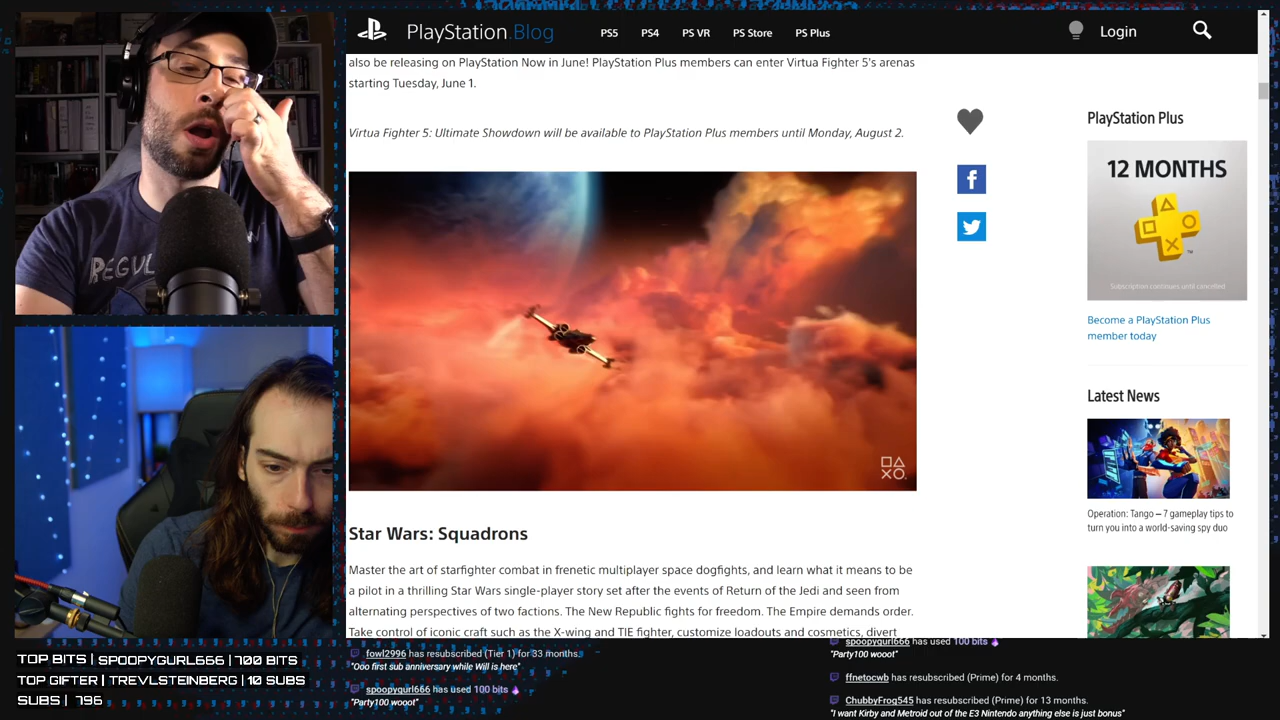 PlayStation.Blog
PS5
PS4
PS VR
PS Store
PS Plus
Login
also be releasing on PlayStation Now in June! PlayStation Plus members can enter Virtua Fighter 5's arenas
starting Tuesday, June 1.
Virtua Fighter 5: Ultimate Showdown will be available to PlayStation Plus members until Monday, August 2.
Star Wars: Squadrons
Master the art of starfighter combat in frenetic multiplayer space dogfights, and learn what it means to be
a pilot in a thrilling Star Wars single-player story set after the events of Return of the Jedi and seen from
alternating perspectives of two factions. The New Republic fights for freedom. The Empire demands order.
Take control of iconic craft such as the X-wing and TIE fighter, customize loadouts and cosmetics, divert
PlayStation Plus
12 MONTHS
Subscription continues until cancelled
Become a PlayStation Plus
member today
Latest News
Operation: Tango – 7 gameplay tips to
turn you into a world-saving spy duo
REGUL
TOP BITS | SPOOPYGURL666 | 700 BITS
TOP GIFTER | TREVLSTEINBERG | 10 SUBS
SUBS | 796
fowl2996 has resubscribed (Tier 1) for 33 months.
"Ooo first sub anniversary while Will is here"
spoopygurl666 has used 100 bits
"Party100 wooot"
spoopygurl666 has used 100 bits
"Party100 wooot"
ffnetocwb has resubscribed (Prime) for 4 months.
ChubbyFrog545 has resubscribed (Prime) for 13 months.
"I want Kirby and Metroid out of the E3 Nintendo anything else is just bonus"